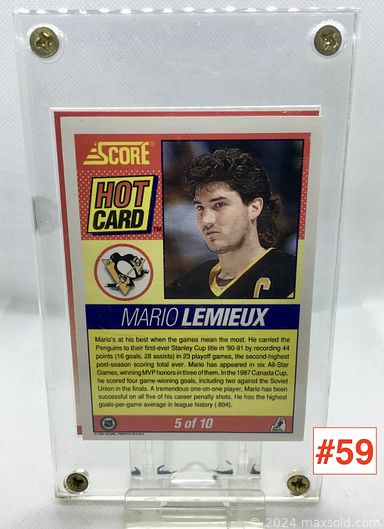 SCORE
HOT
CARD TM
MARIO LEMIEUX
Mario's at his best when the games mean the most. He carried the
Penguins to their first-ever Stanley Cup title in '90-91 by recording 44
points (16 goals, 28 assists) in 23 playoff games, the second-highest
post-season scoring total ever. Mario has appeared in six All-Star
Games, winning MVP honors in three of them. In the 1987 Canada Cup,
he scored four game-winning goals, including two against the Soviet
Union in the finals. A tremendous one-on-one player, Mario has been
successful on all five of his career penalty shots. He has the highest
goals-per-game average in league history (.804).
5 of 10
© 1991 SCORE, PRINTED IN U.S.A.
#59
© 2024 maxsold.com